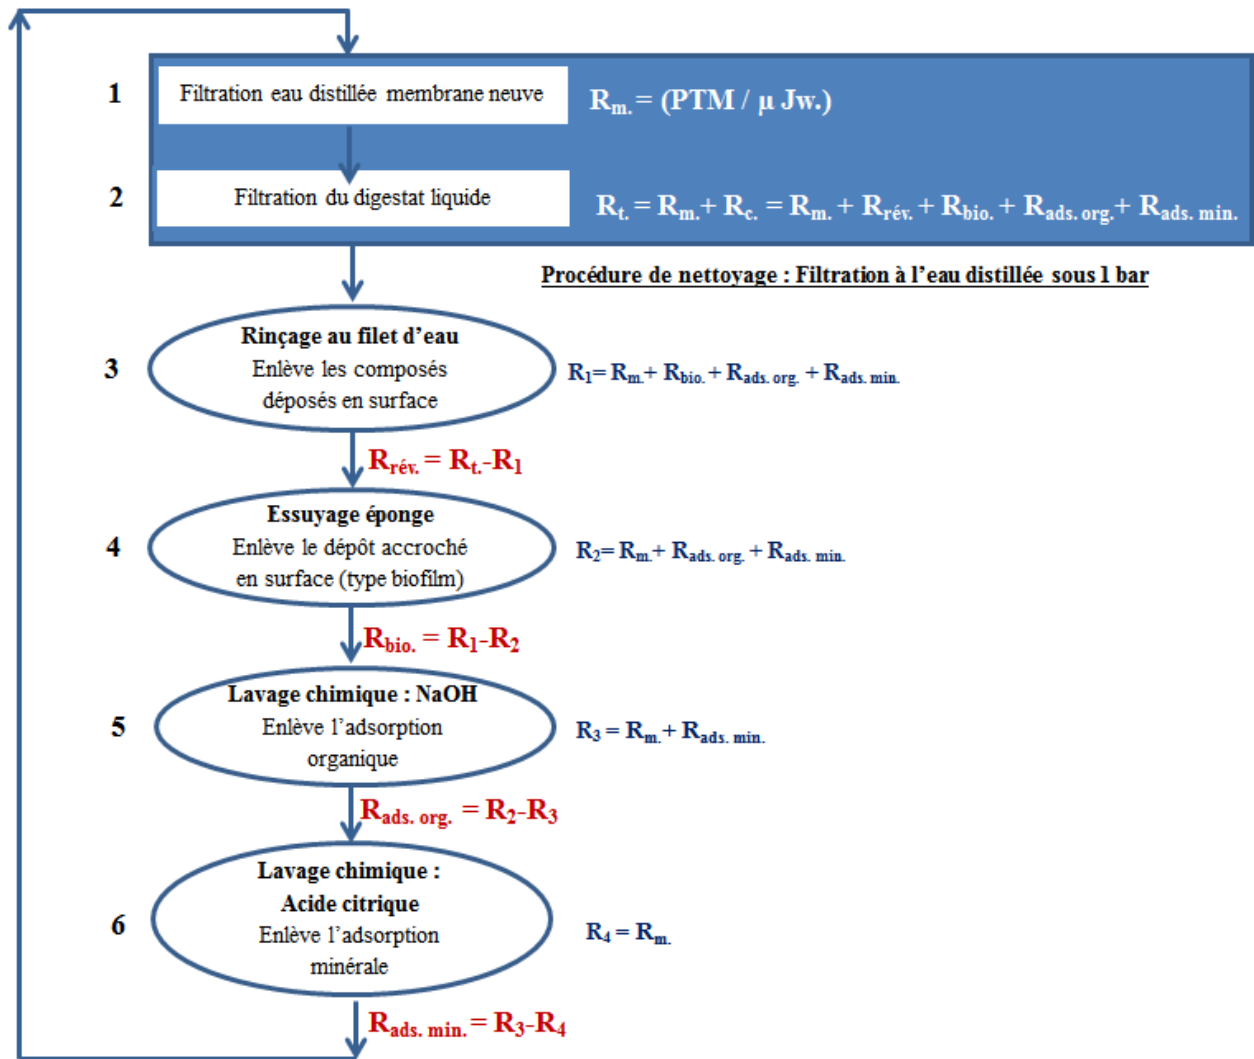 1
Filtration eau distillée membrane neuve
Rm. = (PTM / µ Jw.)
2
Filtration du digestat liquide
Rt. = Rm.+ Rc. = Rm. + Rrév. + Rbio. + Rads. org.+ Rads. min.
Procédure de nettoyage : Filtration à l'eau distillée sous 1 bar
3
Rinçage au filet d'eau
Enlève les composés
déposés en surface
R1= Rm.+ Rbio. + Rads. org. + Rads. min.
Rrév. = Rt.-R1
4
Essuyage éponge
Enlève le dépôt accroché
en surface (type biofilm)
R2= Rm.+ Rads. org. + Rads. min.
Rbio. = R1-R2
5
Lavage chimique : NaOH
Enlève l'adsorption
organique
R3 = Rm.+ Rads. min.
Rads. org. = R2-R3
6
Lavage chimique :
Acide citrique
Enlève l'adsorption
minérale
R4 = Rm.
Rads. min. = R3-R4